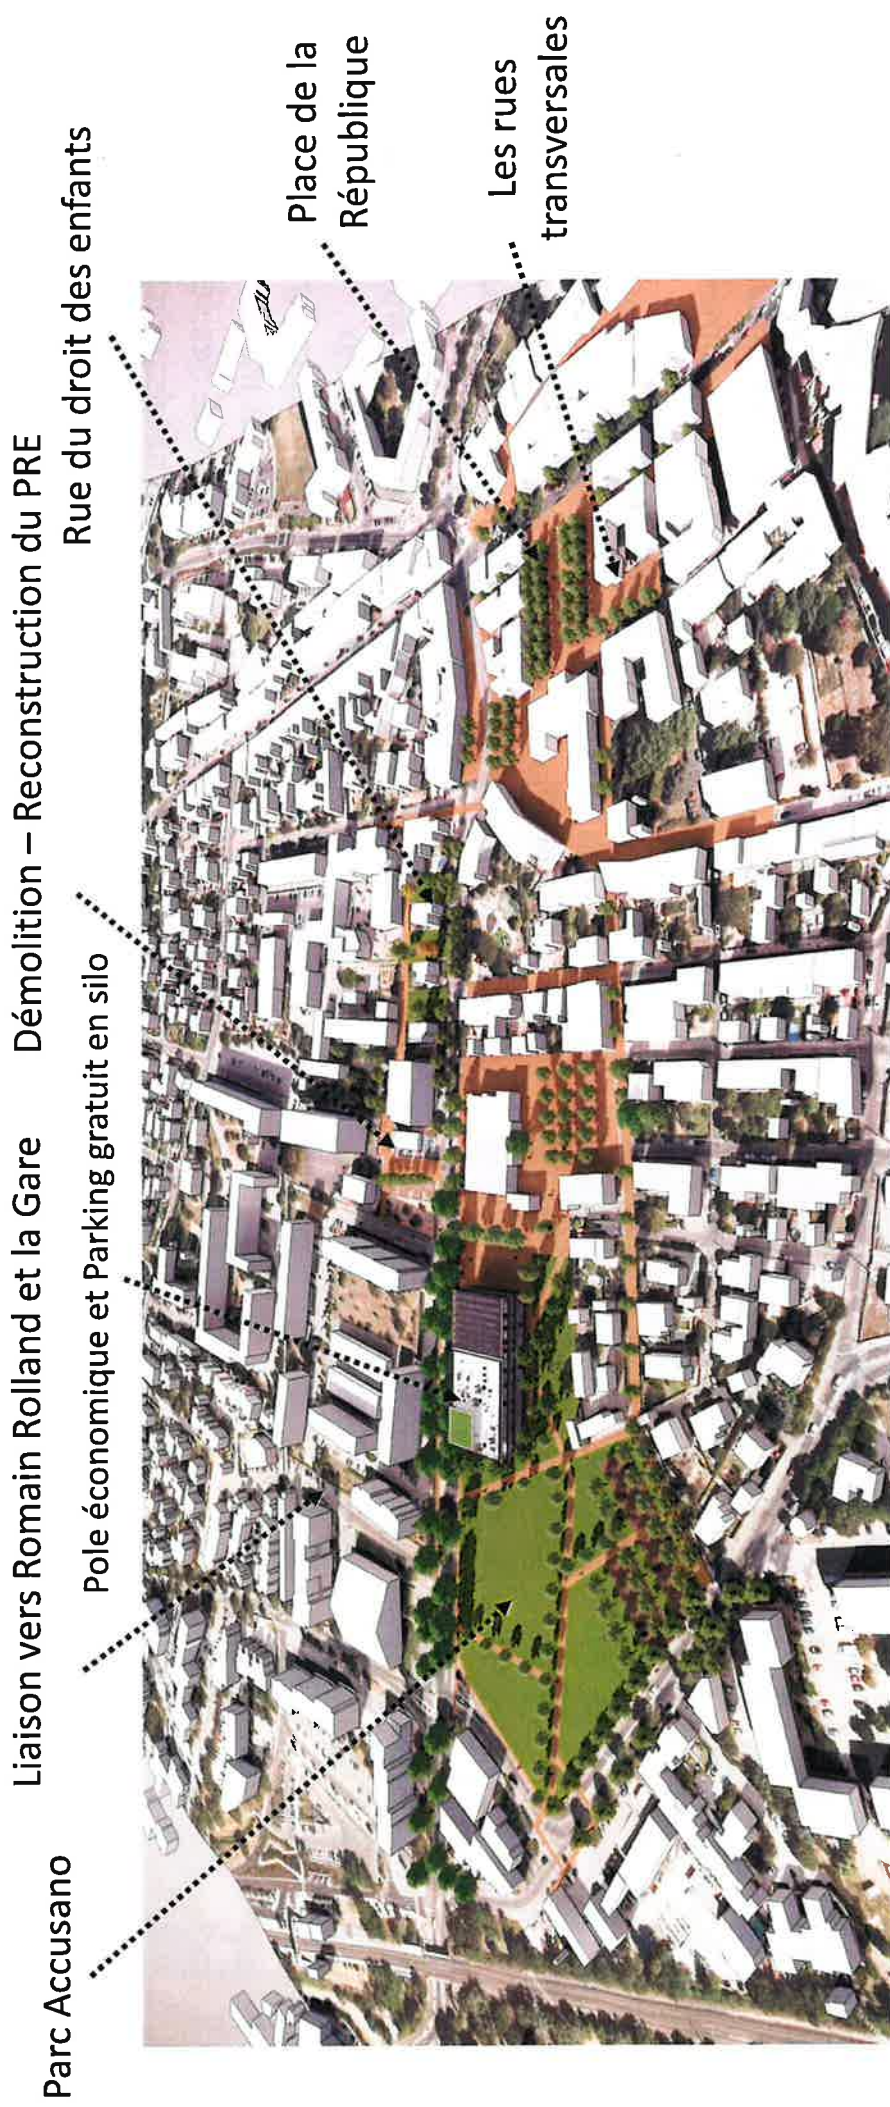 Parc Accusano
Liaison vers Romain Rolland et la Gare
Pole économique et Parking gratuit en silo
Démolition – Reconstruction du PRE
Rue du droit des enfants
Place de la
République
Les rues
transversales